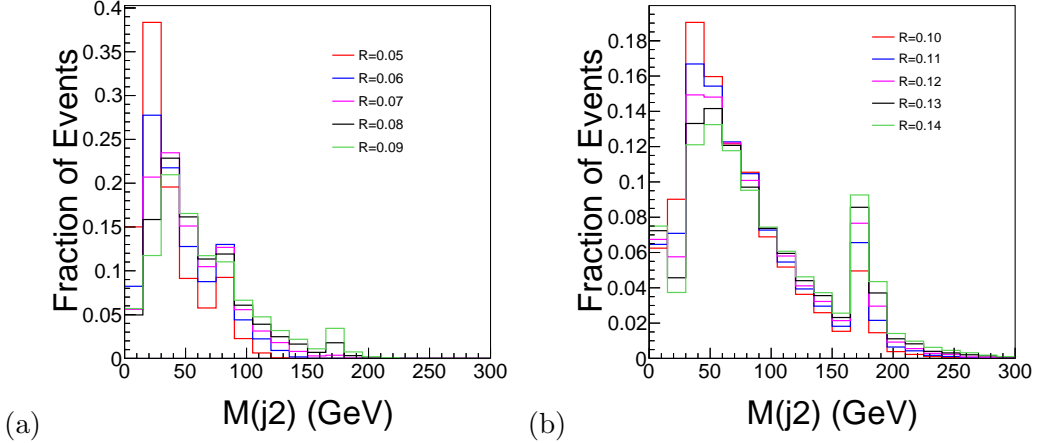 0.4
0.35
0.3
0.25
0.2
0.15
0.1
0.05
0
Fraction of Events
R=0.05
R=0.06
R=0.07
R=0.08
R=0.09
0 50 100 150 200 250 300
M(j2) (GeV)
(a)
0.18
0.16
0.14
0.12
0.1
0.08
0.06
0.04
0.02
0
Fraction of Events
R=0.10
R=0.11
R=0.12
R=0.13
R=0.14
0 50 100 150 200 250 300
M(j2) (GeV)
(b)